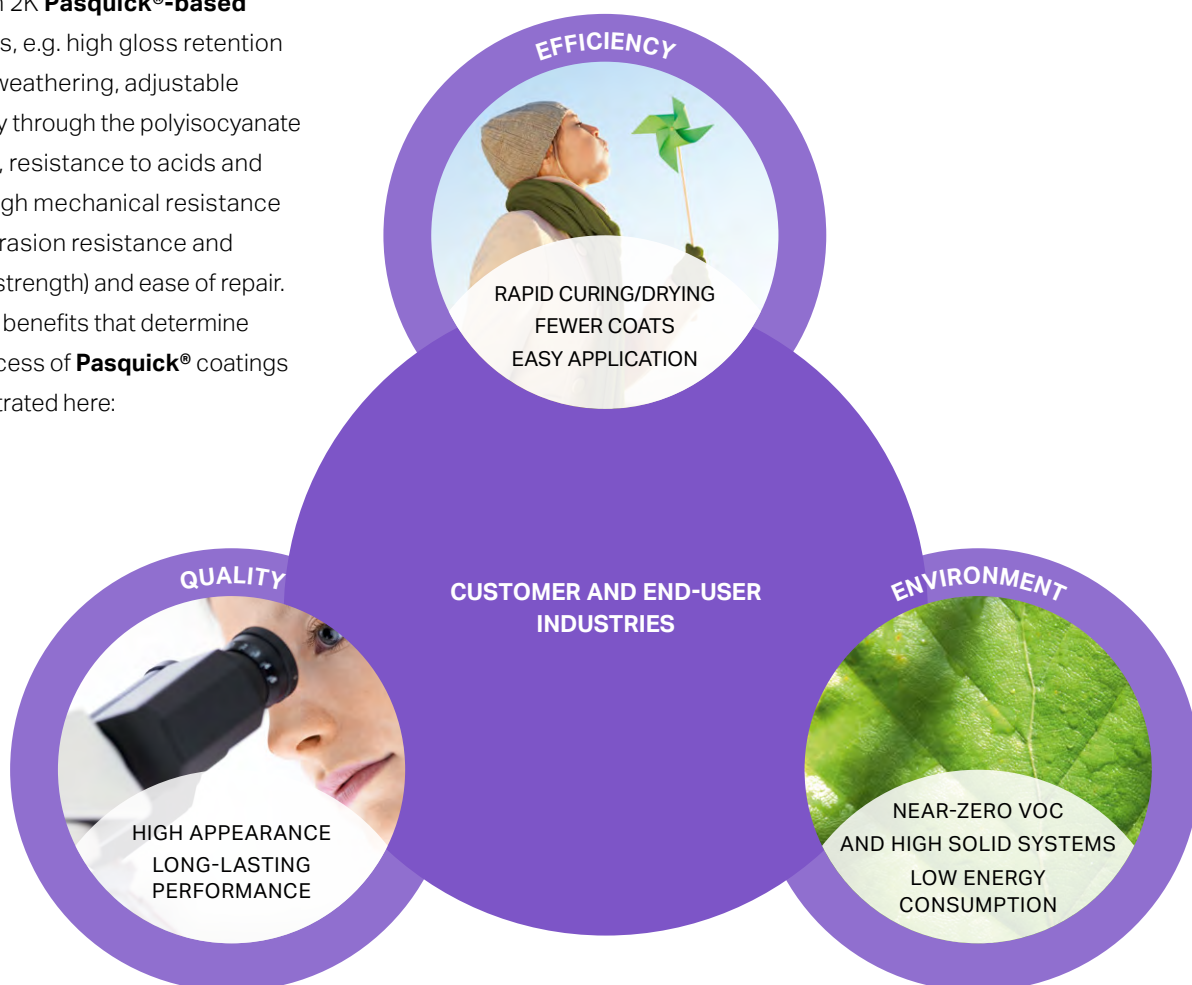 2K Pasquick®-based
s, e.g. high gloss retention
weathering, adjustable
y through the polyisocyanate
, resistance to acids and
gh mechanical resistance
rasion resistance and
strength) and ease of repair.
benefits that determine
cess of Pasquick® coatings
trated here:
EFFICIENCY
RAPID CURING/DRYING
FEWER COATS
EASY APPLICATION
CUSTOMER AND END-USER
INDUSTRIES
QUALITY
HIGH APPEARANCE
LONG-LASTING
PERFORMANCE
ENVIRONMENT
NEAR-ZERO VOC
AND HIGH SOLID SYSTEMS
LOW ENERGY
CONSUMPTION